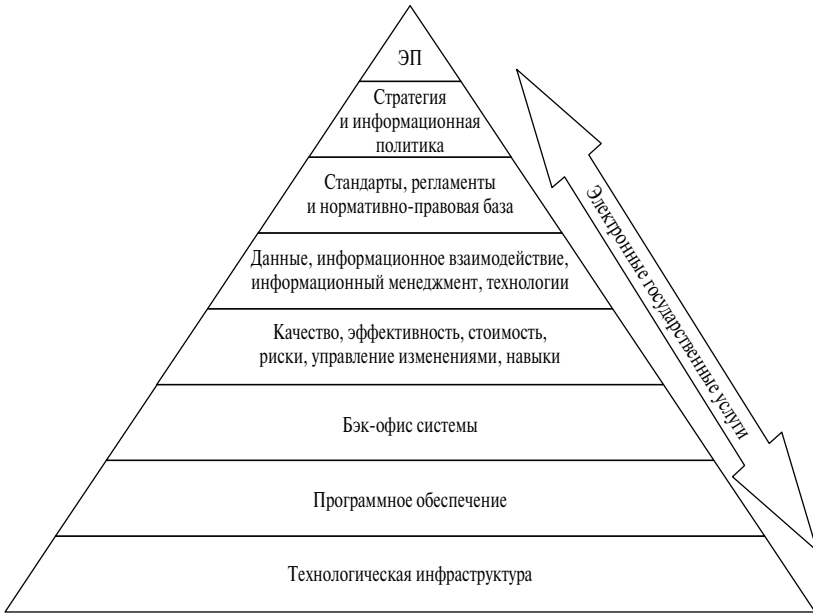 ЭП
Стратегия
и информационная
политика
Стандарты, регламенты
и нормативно-правовая база
Данные, информационное взаимодействие,
информационный менеджмент, технологии
Качество, эффективность, стоимость,
риски, управление изменениями, навыки
Бэк-офис системы
Программное обеспечение
Технологическая инфраструктура
Электронные государственные услуги